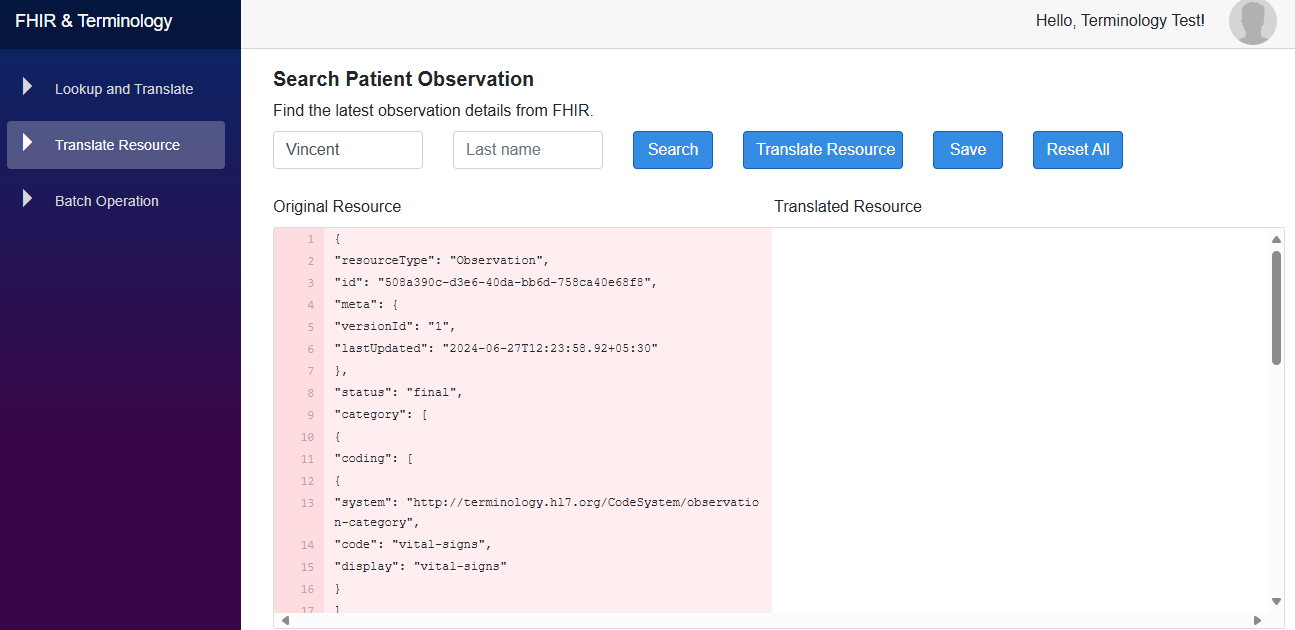 FHIR & Terminology
Hello, Terminology Test!
Lookup and Translate
Translate Resource
Batch Operation
Search Patient Observation
Find the latest observation details from FHIR.
Vincent
Last name
Search
Translate Resource
Save
Reset All
Original Resource
Translated Resource
1 {
2 "resourceType": "Observation",
3 "id": "508a390c-d3e6-40da-bb6d-758ca40e68f8",
4 "meta": {
5 "versionId": "1",
6 "lastUpdated": "2024-06-27T12:23:58.92+05:30"
7 },
8 "status": "final",
9 "category": [
10 {
11 "coding": [
12 {
13 "system": "http://terminology.hl7.org/CodeSystem/observatio
n-category",
14 "code": "vital-signs",
15 "display": "vital-signs"
16 }
17 ]